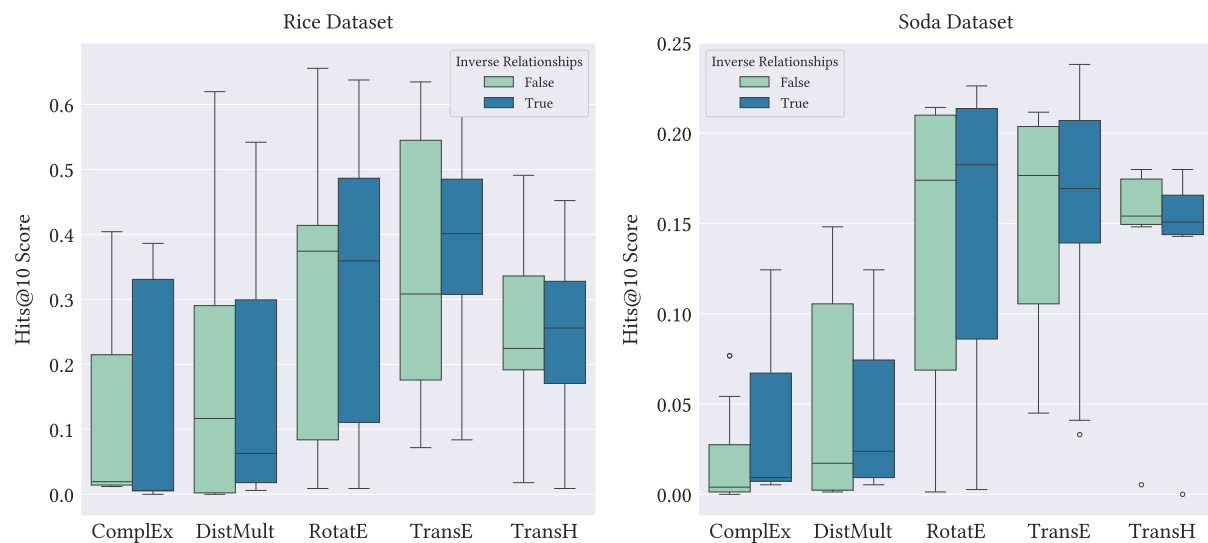 Rice Dataset
Hits@10 Score
0.6
0.5
0.4
0.3
0.2
0.1
0.0
Inverse Relationships
False
True
ComplEx DistMult RotatE TransE TransH
Soda Dataset
Hits@10 Score
0.25
0.20
0.15
0.10
0.05
0.00
Inverse Relationships
False
True
ComplEx DistMult RotatE TransE TransH